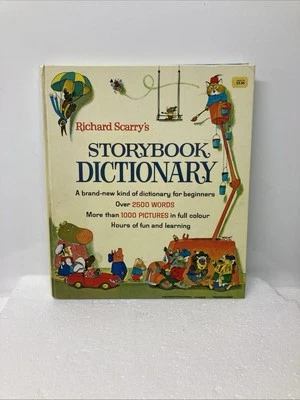 Richard Scarry's
STORYBOOK
DICTIONARY
A brand-new kind of dictionary for beginners
Over 2500 WORDS
More than 1000 PICTURES in full colour
Hours of fun and learning